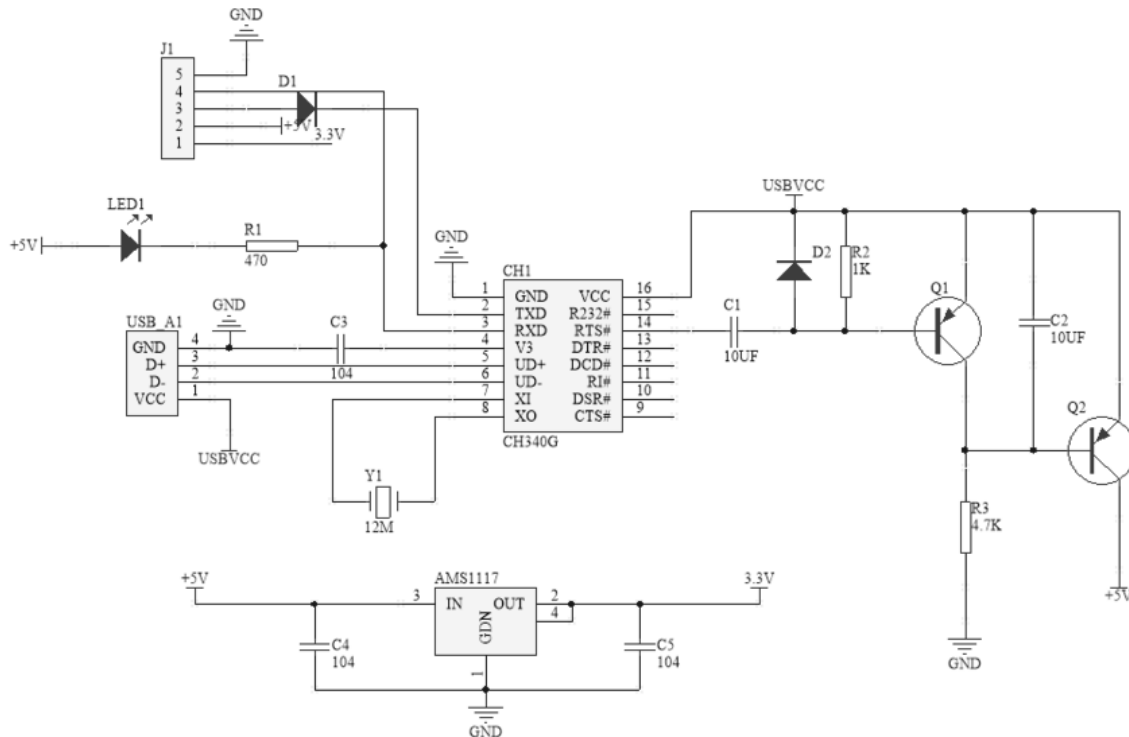 GND
J1
5
4
3
2
1
D1
+5V
3.3V
LED1
+5V
R1
470
GND
USB_A1
GND 4
D+ 3
D- 2
VCC 1
USBVCC
GND
C3
104
CH1
1 GND VCC 16
2 TXD R232# 15
3 RXD RTS# 14
4 V3 DTR# 13
5 UD+ DCD# 12
6 UD- RI# 11
7 XI DSR# 10
8 XO CTS# 9
CH340G
Y1
12M
USBVCC
D2
R2
1K
C1
10UF
Q1
C2
10UF
Q2
R3
4.7K
GND
+5V
+5V
AMS1117
3.3V
3 IN OUT 2
4
GDN
1
C4
104
C5
104
GND